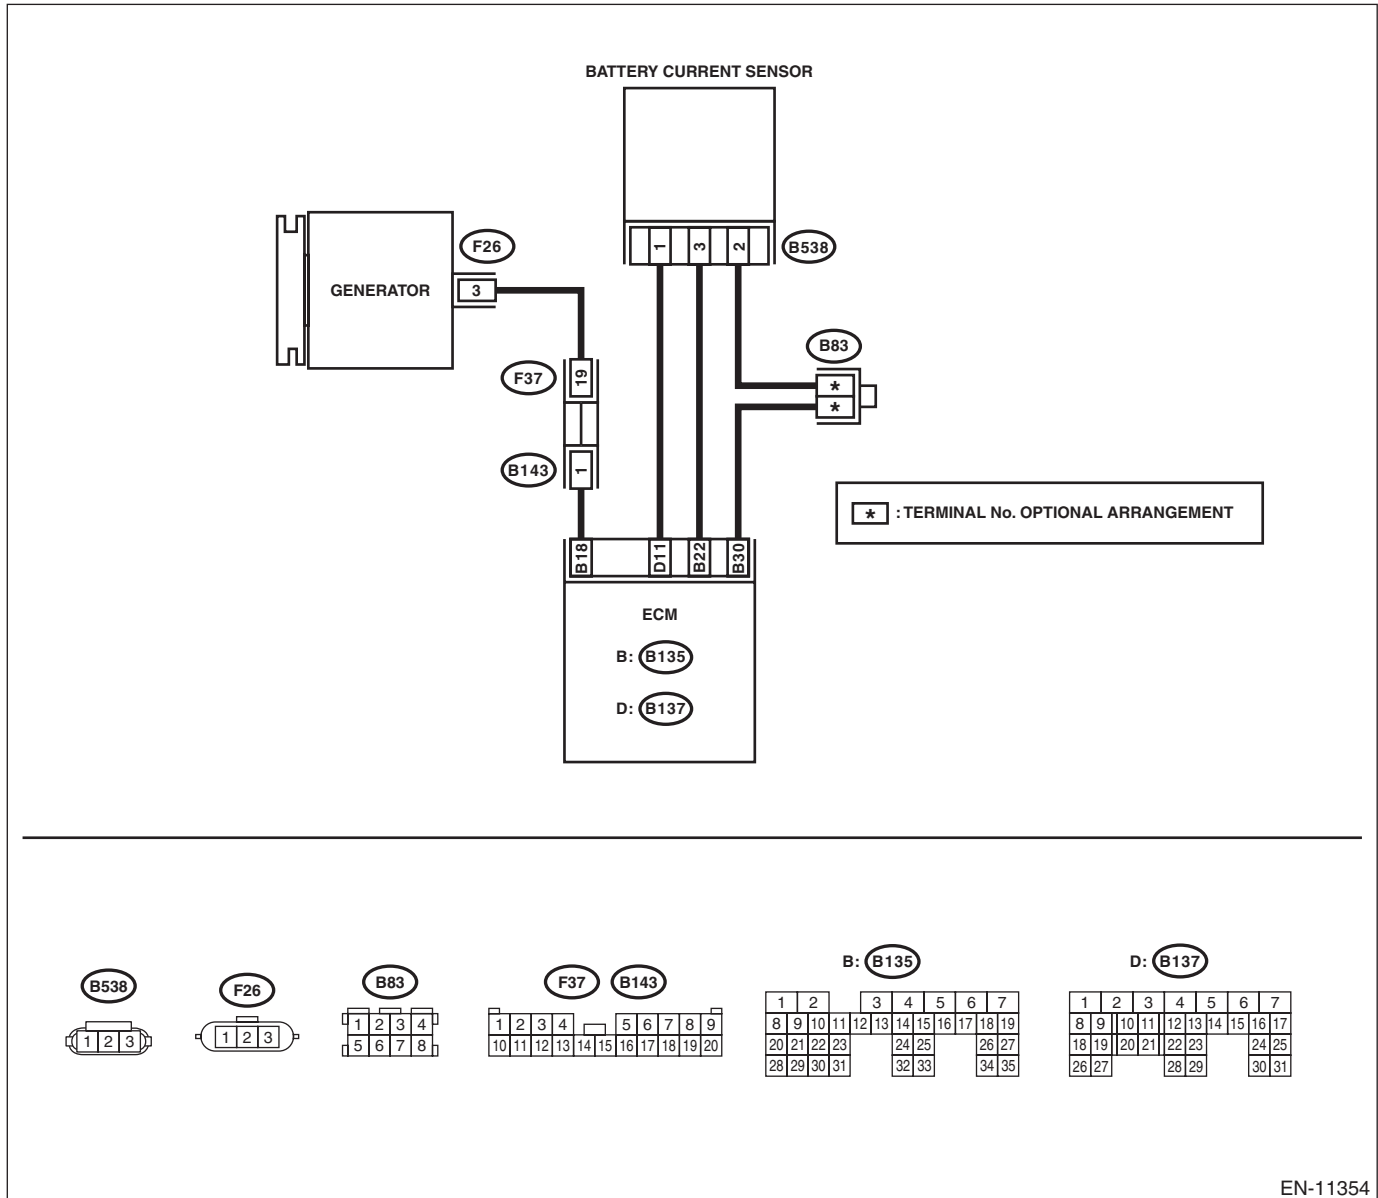 BATTERY CURRENT SENSOR
1 3 2
B538
F26
GENERATOR
3
B83
*
*
F37
19
B143
1
* : TERMINAL No. OPTIONAL ARRANGEMENT
B18 D11 B22 B30
ECM
B: B135
D: B137
B538
1 2 3
F26
1 2 3
B83
1 2 3 4
5 6 7 8
F37 B143
1 2 3 4 5 6 7 8 9
10 11 12 13 14 15 16 17 18 19 20
B: B135
1 2 3 4 5 6 7
8 9 10 11 12 13 14 15 16 17 18 19
20 21 22 23 24 25 26 27
28 29 30 31 32 33 34 35
D: B137
1 2 3 4 5 6 7
8 9 10 11 12 13 14 15 16 17
18 19 20 21 22 23 24 25
26 27 28 29 30 31
EN-11354